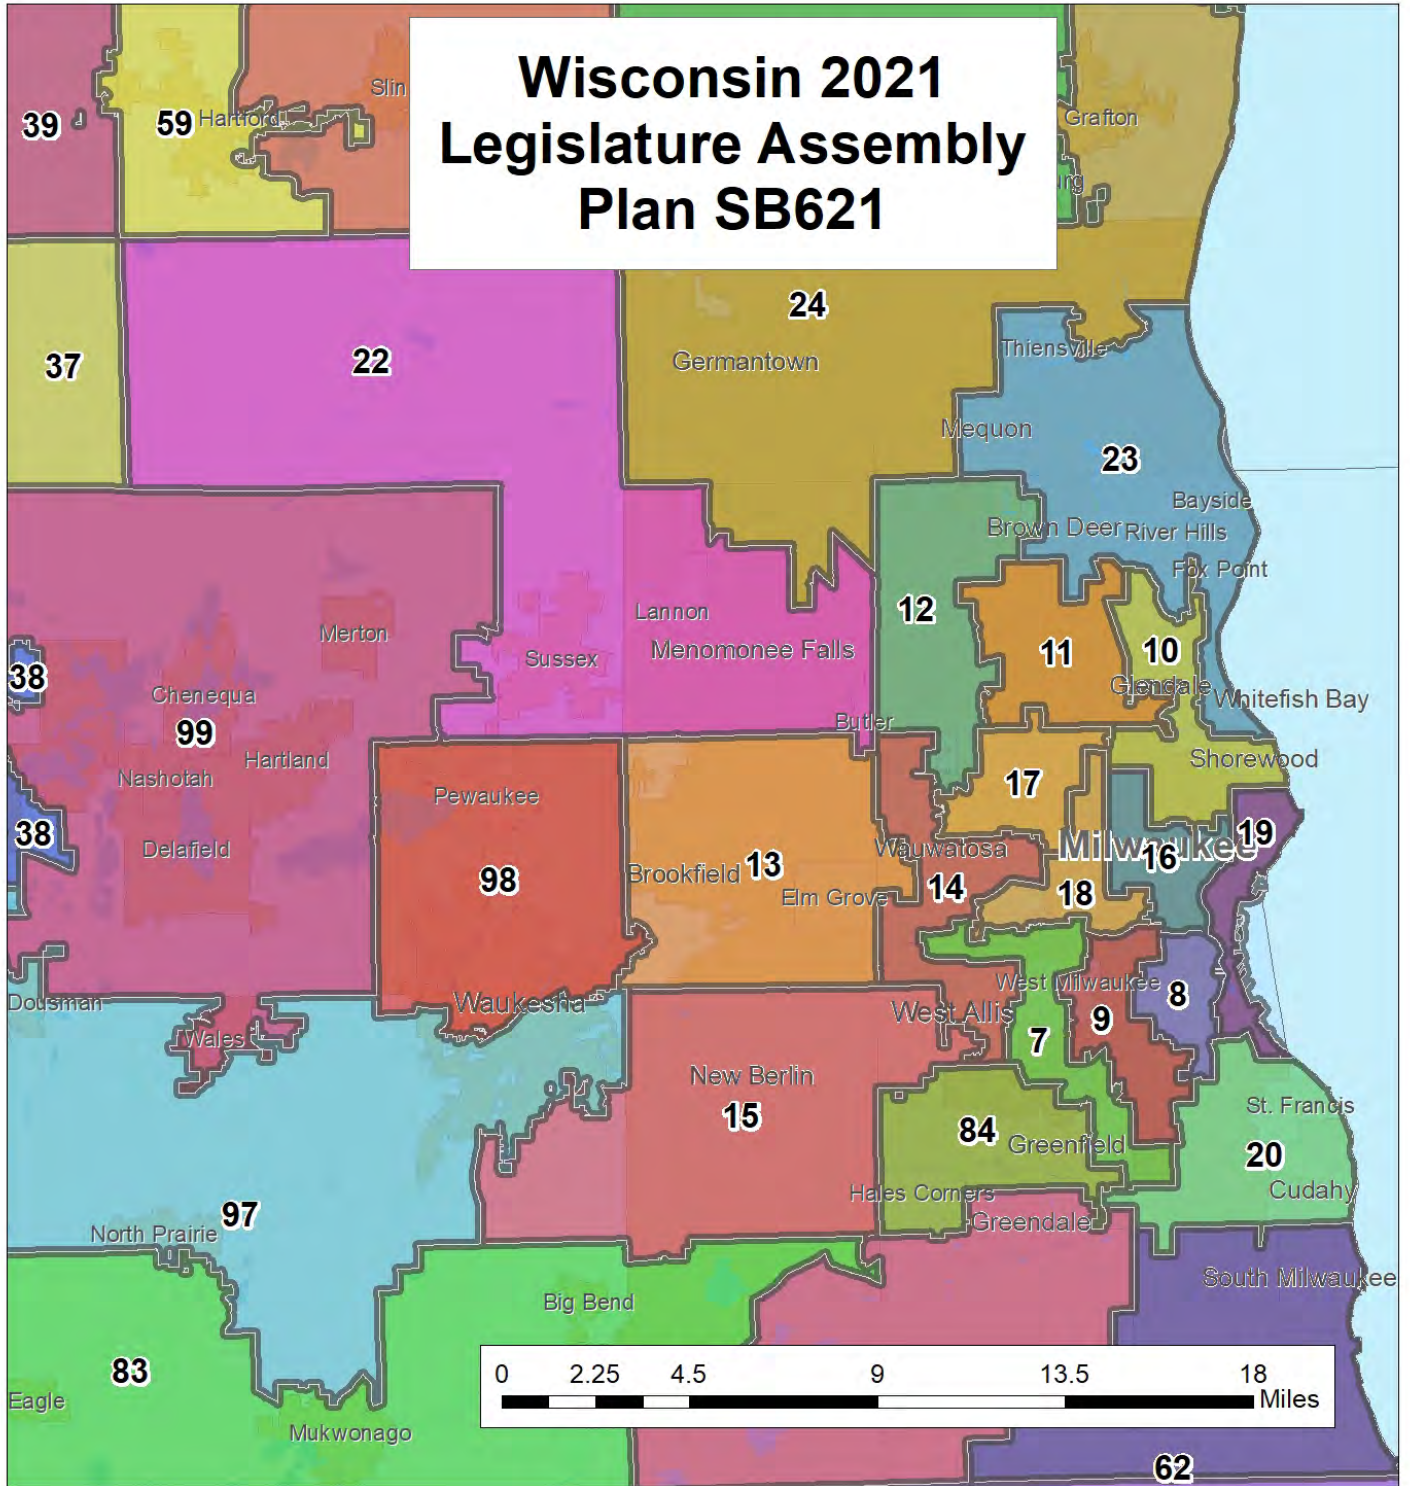 Wisconsin 2021
Legislature Assembly
Plan SB621
39
59
Hartford
Slin
Grafton
urg
24
Germantown
37
22
Thiensville
Mequon
23
Bayside
Brown Deer
River Hills
Fox Point
12
Lannon
Merton
Menomonee Falls
Sussex
11
10
38
Chenequa
Glendale
Whitefish Bay
99
Butler
Hartland
Shorewood
Nashotah
17
Pewaukee
38
Delafield
19
Wauwatosa
Milwaukee
16
13
Brookfield
98
Elm Grove
14
18
West Milwaukee
8
Dousman
Waukesha
West Allis
9
Wales
7
New Berlin
15
St. Francis
84
Greenfield
20
Hales Corners
Cudahy
97
Greendale
North Prairie
South Milwaukee
Big Bend
83
Eagle
Mukwonago
0 2.25 4.5 9 13.5 18
Miles
62